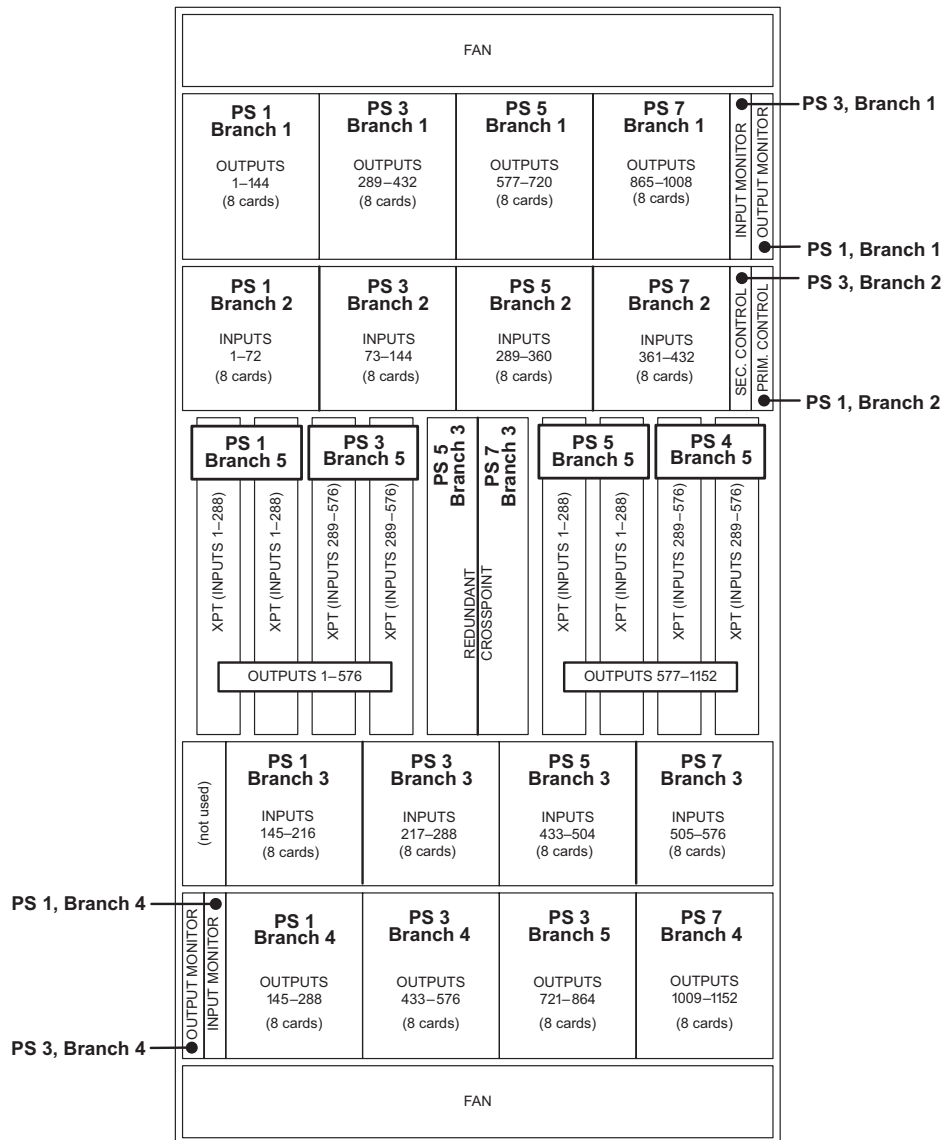 FAN
PS 1
Branch 1
OUTPUTS
1–144
(8 cards)
PS 3
Branch 1
OUTPUTS
289–432
(8 cards)
PS 5
Branch 1
OUTPUTS
577–720
(8 cards)
PS 7
Branch 1
OUTPUTS
865–1008
(8 cards)
INPUT MONITOR
OUTPUT MONITOR
PS 3, Branch 1
PS 1, Branch 1
PS 1
Branch 2
INPUTS
1–72
(8 cards)
PS 3
Branch 2
INPUTS
73–144
(8 cards)
PS 5
Branch 2
INPUTS
289–360
(8 cards)
PS 7
Branch 2
INPUTS
361–432
(8 cards)
SEC. CONTROL
PRIM. CONTROL
PS 3, Branch 2
PS 1, Branch 2
PS 1
Branch 5
PS 3
Branch 5
PS 5
Branch 3
PS 7
Branch 3
PS 5
Branch 5
PS 4
Branch 5
XPT (INPUTS 1–288)
XPT (INPUTS 1–288)
XPT (INPUTS 289–576)
XPT (INPUTS 289–576)
REDUNDANT
CROSSPOINT
XPT (INPUTS 1–288)
XPT (INPUTS 1–288)
XPT (INPUTS 289–576)
XPT (INPUTS 289–576)
OUTPUTS 1–576
OUTPUTS 577–1152
(not used)
PS 1
Branch 3
INPUTS
145–216
(8 cards)
PS 3
Branch 3
INPUTS
217–288
(8 cards)
PS 5
Branch 3
INPUTS
433–504
(8 cards)
PS 7
Branch 3
INPUTS
505–576
(8 cards)
PS 1, Branch 4
PS 3, Branch 4
OUTPUT MONITOR
INPUT MONITOR
PS 1
Branch 4
OUTPUTS
145–288
(8 cards)
PS 3
Branch 4
OUTPUTS
433–576
(8 cards)
PS 3
Branch 5
OUTPUTS
721–864
(8 cards)
PS 7
Branch 4
OUTPUTS
1009–1152
(8 cards)
FAN